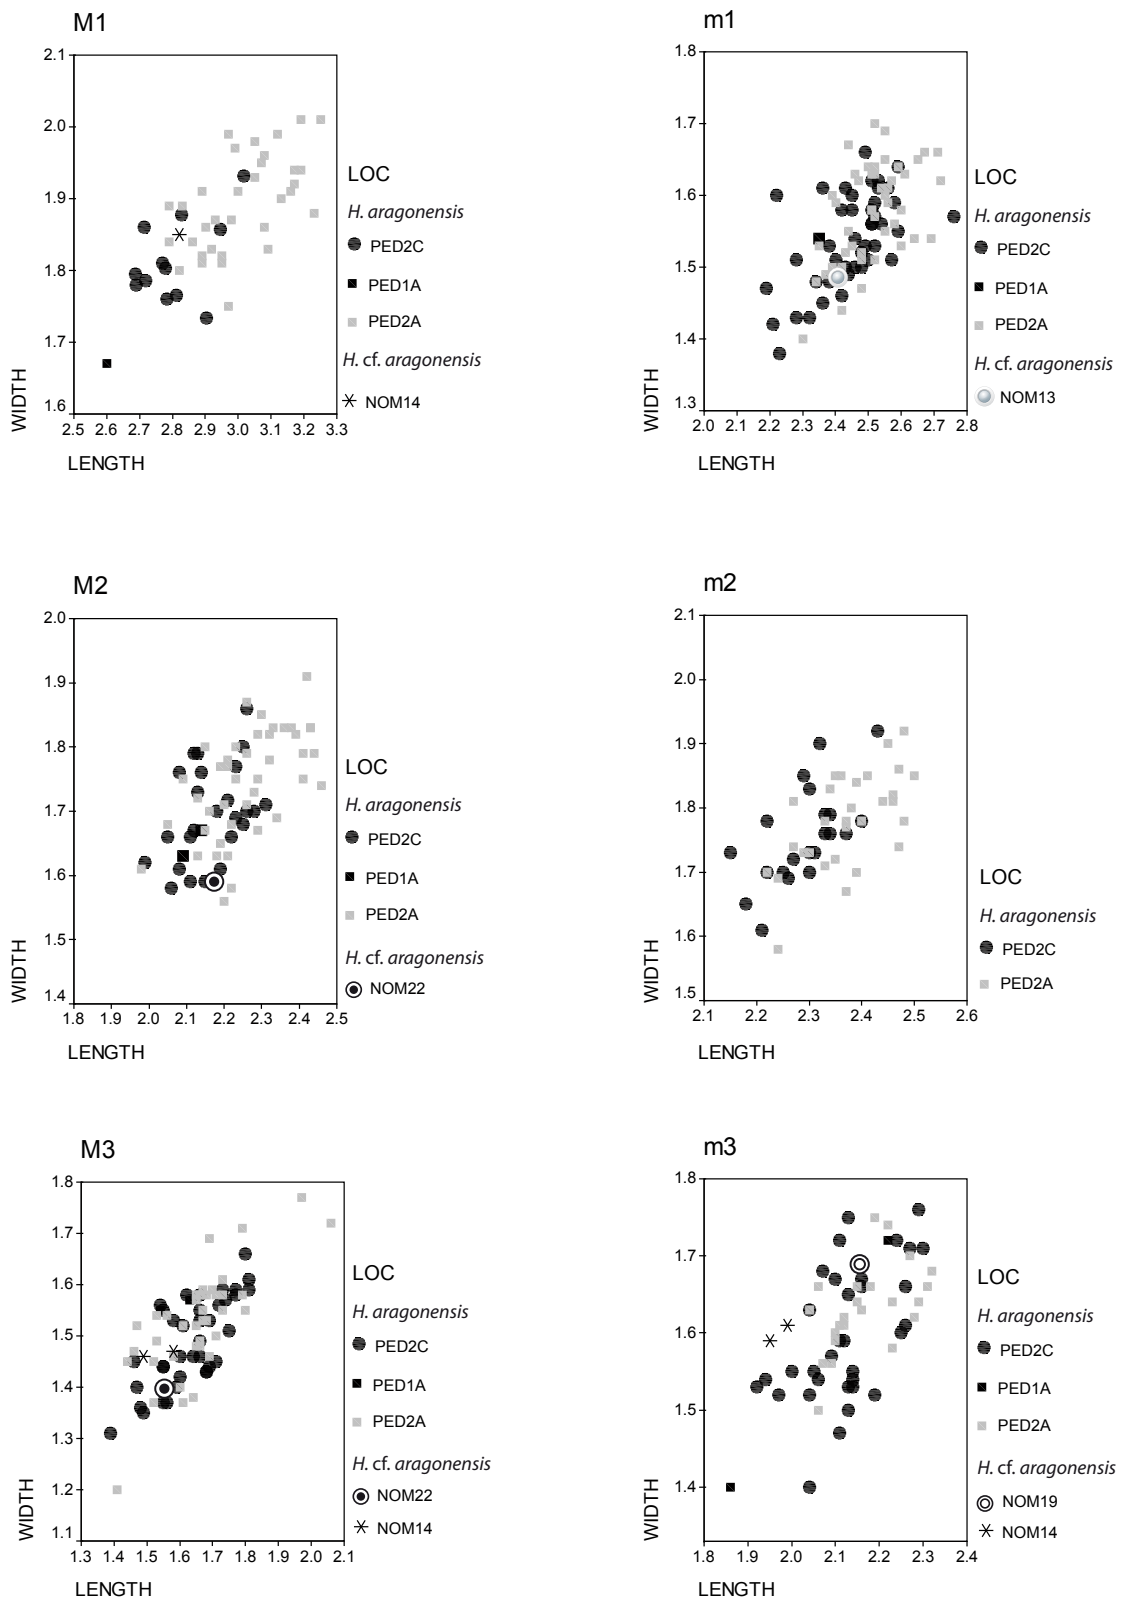 M1
2.1
2.0
1.9
1.8
1.7
1.6
WIDTH
2.5 2.6 2.7 2.8 2.9 3.0 3.1 3.2 3.3
LENGTH
LOC
H. aragonensis
PED2C
PED1A
PED2A
H. cf. aragonensis
NOM14
m1
1.8
1.7
1.6
1.5
1.4
1.3
WIDTH
2.0 2.1 2.2 2.3 2.4 2.5 2.6 2.7 2.8
LENGTH
LOC
H. aragonensis
PED2C
PED1A
PED2A
H. cf. aragonensis
NOM13
M2
2.0
1.9
1.8
1.7
1.6
1.5
1.4
WIDTH
1.8 2.0 2.1 2.2 2.3 2.4 2.5
LENGTH
LOC
H. aragonensis
PED2C
PED1A
PED2A
H. cf. aragonensis
NOM22
m2
2.1
2.0
1.9
1.8
1.7
1.6
1.5
WIDTH
2.1 2.2 2.3 2.4 2.5 2.6
LENGTH
LOC
H. aragonensis
PED2C
PED2A
M3
1.8
1.7
1.6
1.5
1.4
1.3
1.2
1.1
WIDTH
1.3 1.4 1.5 1.6 1.7 1.8 1.9 2.0 2.1
LENGTH
LOC
H. aragonensis
PED2C
PED1A
PED2A
H. cf. aragonensis
NOM22
NOM14
m3
1.8
1.7
1.6
1.5
1.4
WIDTH
1.8 1.9 2.0 2.1 2.2 2.3 2.4
LENGTH
LOC
H. aragonensis
PED2C
PED1A
PED2A
H. cf. aragonensis
NOM19
NOM14